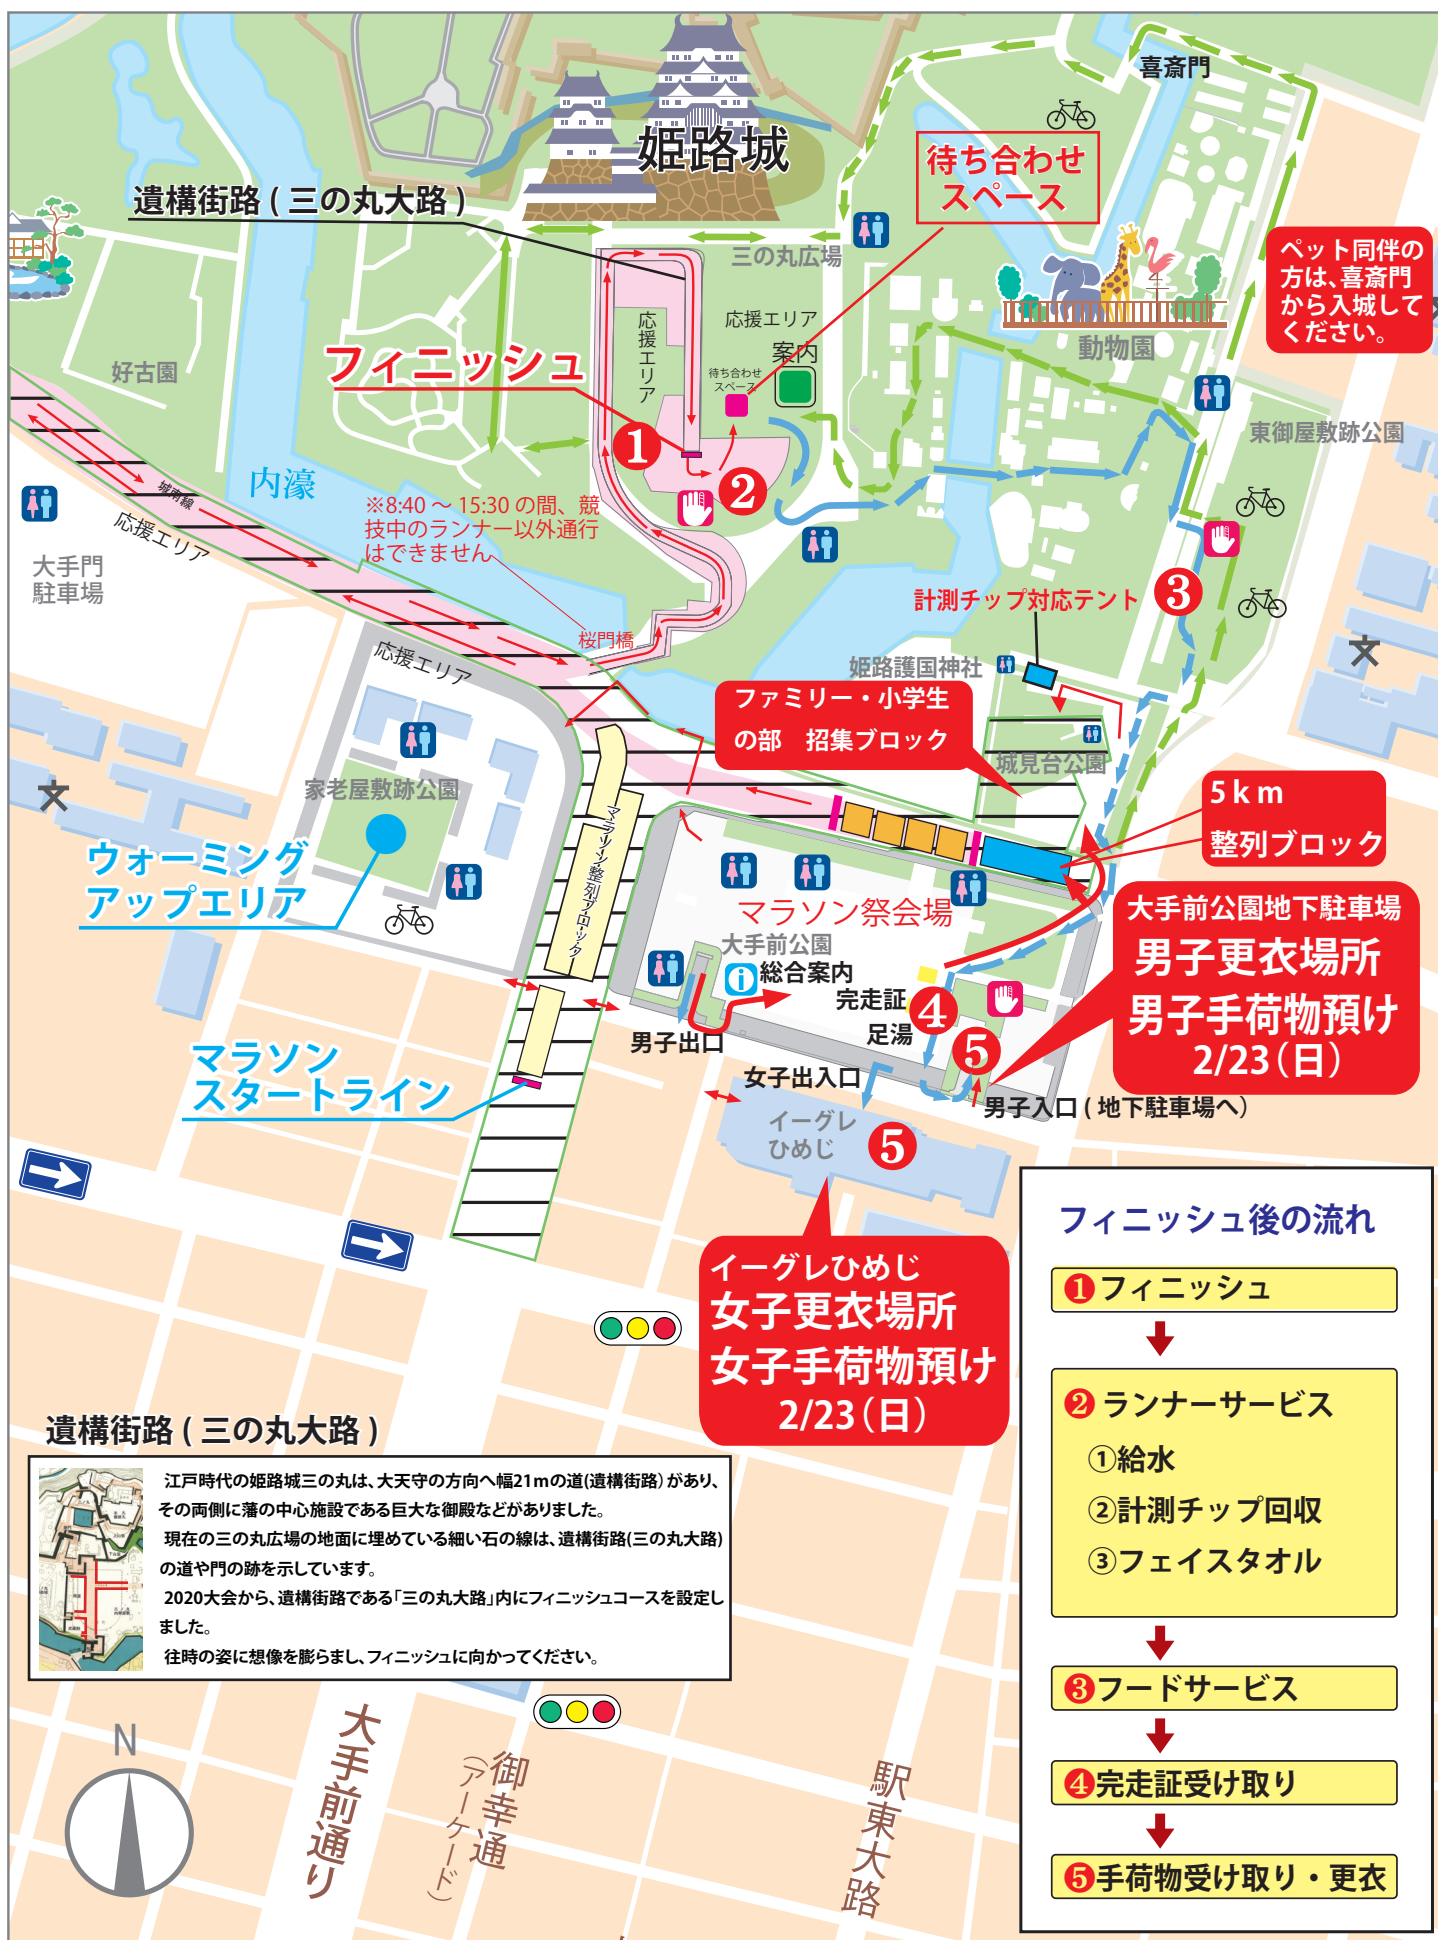 喜斎門
姫路城
待ち合わせ
スペース
遺構街路 ( 三の丸大路 )
三の丸広場
ペット同伴の
方は、喜斎門
から入城して
ください。
応援エリア
応援エリア
案内
動物園
フィニッシュ
待ち合わせ
スペース
好古園
東御屋敷跡公園
1
内濠
城南線
2
※8:40 ～ 15:30 の間、競
技中のランナー以外通行
はできません
応援エリア
大手門
駐車場
計測チップ対応テント
3
桜門橋
応援エリア
姫路護国神社
ファミリー・小学生
の部　招集ブロック
城見台公園
家老屋敷跡公園
5 k m
整列ブロック
マラソン整列ブロック
ウォーミング
アップエリア
大手前公園地下駐車場
男子更衣場所
男子手荷物預け
2/23（日）
マラソン祭会場
大手前公園
総合案内
完走証
4
足湯
男子出口
5
マラソン
スタートライン
女子出入口
男子入口 ( 地下駐車場へ）
イーグレ
ひめじ
5
イーグレひめじ
女子更衣場所
女子手荷物預け
2/23（日）
フィニッシュ後の流れ
❶フィニッシュ
❷ ランナーサービス
①給水
②計測チップ回収
③フェイスタオル
❸フードサービス
❹完走証受け取り
❺手荷物受け取り・更衣
遺構街路 ( 三の丸大路 )
江戸時代の姫路城三の丸は、大天守の方向へ幅21mの道(遺構街路）があり、
その両側に藩の中心施設である巨大な御殿などがありました。
現在の三の丸広場の地面に埋めている細い石の線は、遺構街路(三の丸大路)
の道や門の跡を示しています。
2020大会から、遺構街路である「三の丸大路」内にフィニッシュコースを設定し
ました。
往時の姿に想像を膨らまし、フィニッシュに向かってください。
N
大手前通り
御幸通
（アーケード）
駅東大路